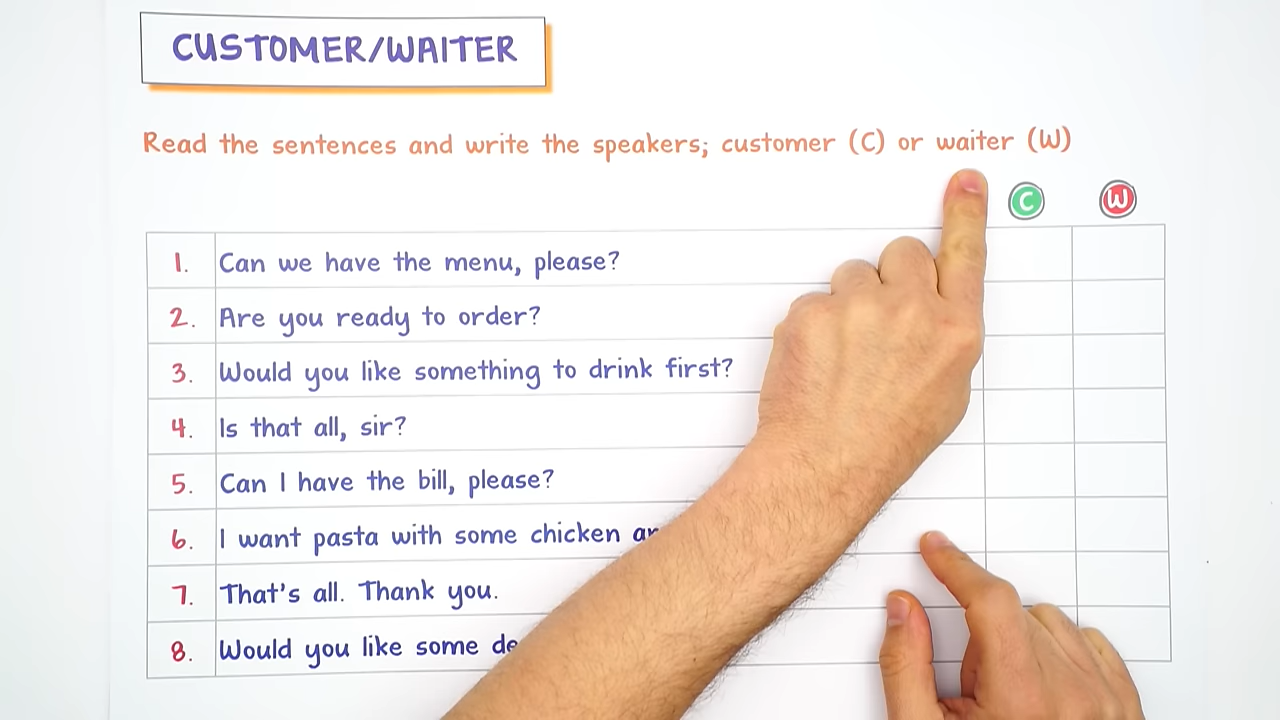 CUSTOMER/WAITER
Read the sentences and write the speakers; customer (C) or waiter (W)
C W
1. Can we have the menu, please?
2. Are you ready to order?
3. Would you like something to drink first?
4. Is that all, sir?
5. Can I have the bill, please?
6. I want pasta with some chicken
7. That's all. Thank you.
8. Would you like some